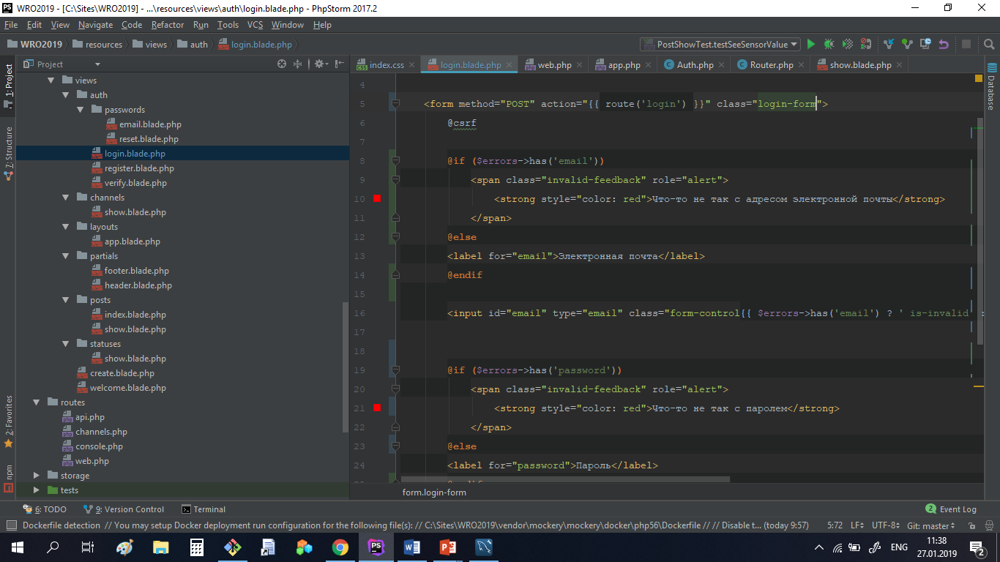 WRO2019 - [C:\Sites\WRO2019] - ...\resources\views\auth\login.blade.php - PhpStorm 2017.2
File Edit View Navigate Code Refactor Run Tools VCS Window Help
WRO2019 resources views auth login.blade.php PostShowTest.testSeeSensorValue
Project index.css login.blade.php web.php app.php Auth.php Router.php show.blade.php
1: Project
7: Structure
2: Favorites
npm
views
auth
passwords
email.blade.php
reset.blade.php
login.blade.php
register.blade.php
verify.blade.php
channels
show.blade.php
layouts
app.blade.php
partials
footer.blade.php
header.blade.php
posts
index.blade.php
show.blade.php
statuses
show.blade.php
create.blade.php
welcome.blade.php
routes
api.php
channels.php
console.php
web.php
storage
tests
4
5 <form method="POST" action="{{ route('login') }}" class="login-form">
6 @csrf
7
8 @if ($errors->has('email'))
9 <span class="invalid-feedback" role="alert">
10 <strong style="color: red">Что-то не так с адресом электронной почты</strong>
11 </span>
12 @else
13 <label for="email">Электронная почта</label>
14 @endif
15
16 <input id="email" type="email" class="form-control{{ $errors->has('email') ? ' is-invalid' :
17
18
19 @if ($errors->has('password'))
20 <span class="invalid-feedback" role="alert">
21 <strong style="color: red">Что-то не так с паролем</strong>
22 </span>
23 @else
24 <label for="password">Пароль</label>
form.login-form
Database
6: TODO 9: Version Control Terminal 2 Event Log
Dockerfile detection // You may setup Docker deployment run configuration for the following file(s): // C:\Sites\WRO2019\vendor\mockery\mockery\docker\php56\Dockerfile // // Disable t... (today 9:57) 5:72 LF UTF-8 Git: master
ENG 11:38
27.01.2019 2